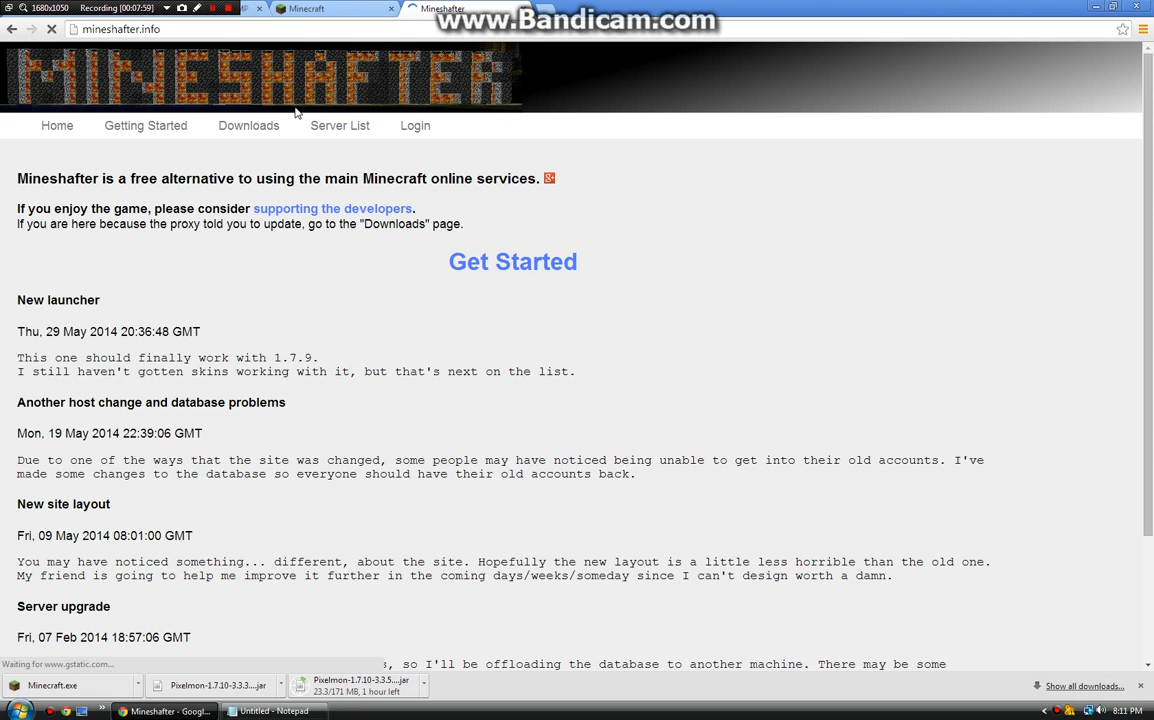 1680x1050 Recording [00:07:59]
Minecraft
Mineshafter
www.Bandicam.com
mineshafter.info
MINESHAFTER
Home Getting Started Downloads Server List Login
Mineshafter is a free alternative to using the main Minecraft online services.
If you enjoy the game, please consider supporting the developers.
If you are here because the proxy told you to update, go to the "Downloads" page.
Get Started
New launcher
Thu, 29 May 2014 20:36:48 GMT
This one should finally work with 1.7.9.
I still haven't gotten skins working with it, but that's next on the list.
Another host change and database problems
Mon, 19 May 2014 22:39:06 GMT
Due to one of the ways that the site was changed, some people may have noticed being unable to get into their old accounts. I've
made some changes to the database so everyone should have their old accounts back.
New site layout
Fri, 09 May 2014 08:01:00 GMT
You may have noticed something... different, about the site. Hopefully the new layout is a little less horrible than the old one.
My friend is going to help me improve it further in the coming days/weeks/someday since I can't design worth a damn.
Server upgrade
Fri, 07 Feb 2014 18:57:06 GMT
Waiting for www.gstatic.com...
, so I'll be offloading the database to another machine. There may be some
Minecraft.exe
Pixelmon-1.7.10-3.3.3....jar
Pixelmon-1.7.10-3.3.5....jar
23.3/171 MB, 1 hour left
Show all downloads...
Mineshafter - Googl...
Untitled - Notepad
8:11 PM